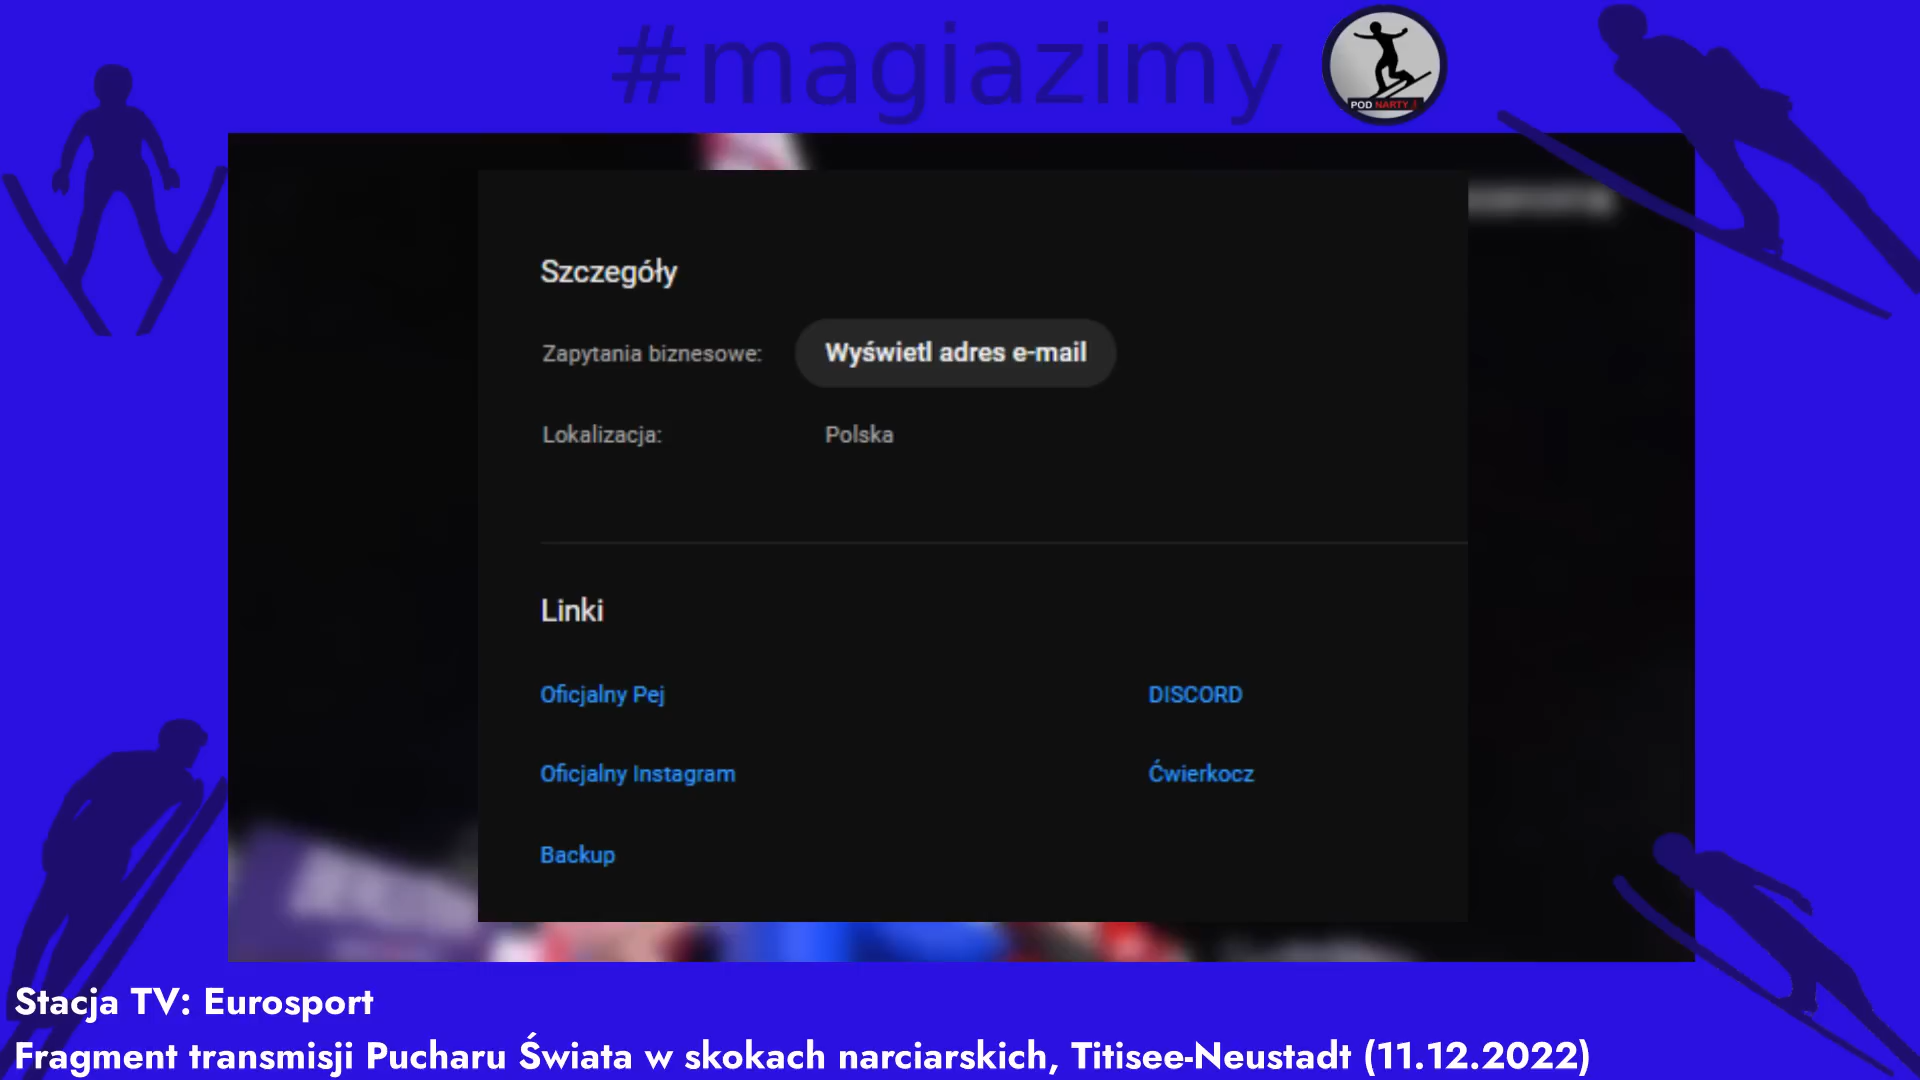 #magiazimy
POD NARTY
Szczegóły
Zapytania biznesowe: Wyświetl adres e-mail
Lokalizacja: Polska
Linki
Oficjalny Pej DISCORD
Oficjalny Instagram Ćwierkocz
Backup
Stacja TV: Eurosport
Fragment transmisji Pucharu Świata w skokach narciarskich, Titisee-Neustadt (11.12.2022)